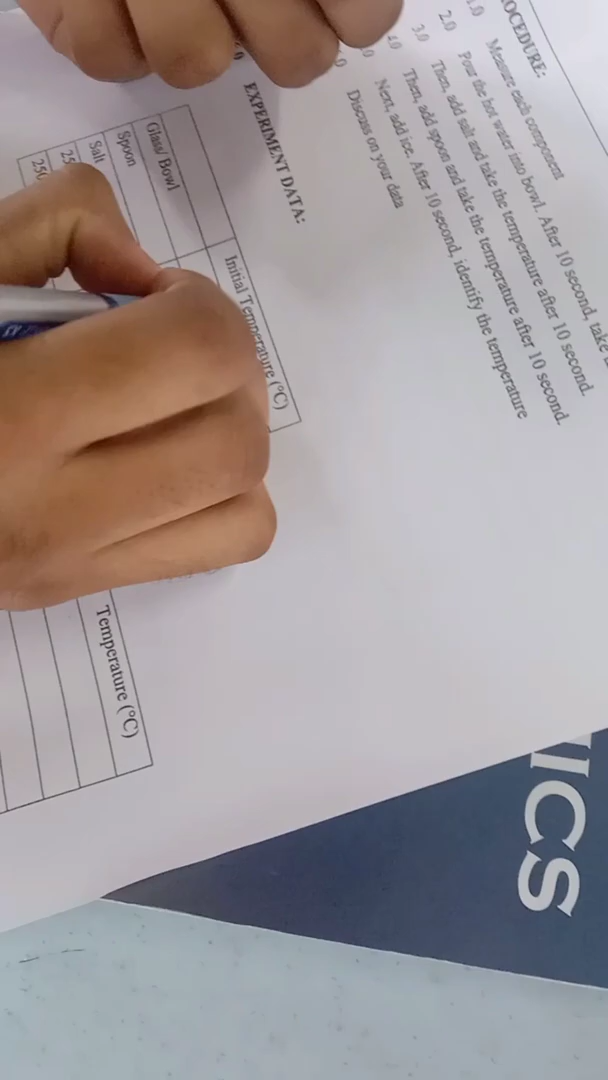 OCEDURE:
1.0 Measure each component
2.0 Pour the hot water into bowl. After 10 second, take
3.0 Then, add salt and take the temperature after 10 second.
4.0 Then, add spoon and take the temperature after 10 second.
Next, add ice. After 10 second, identify the temperature
Discuss on your data
EXPERIMENT DATA:
Initial Temperature (°C)
Glass/ Bowl
Spoon
Salt
Temperature (°C)
ICS